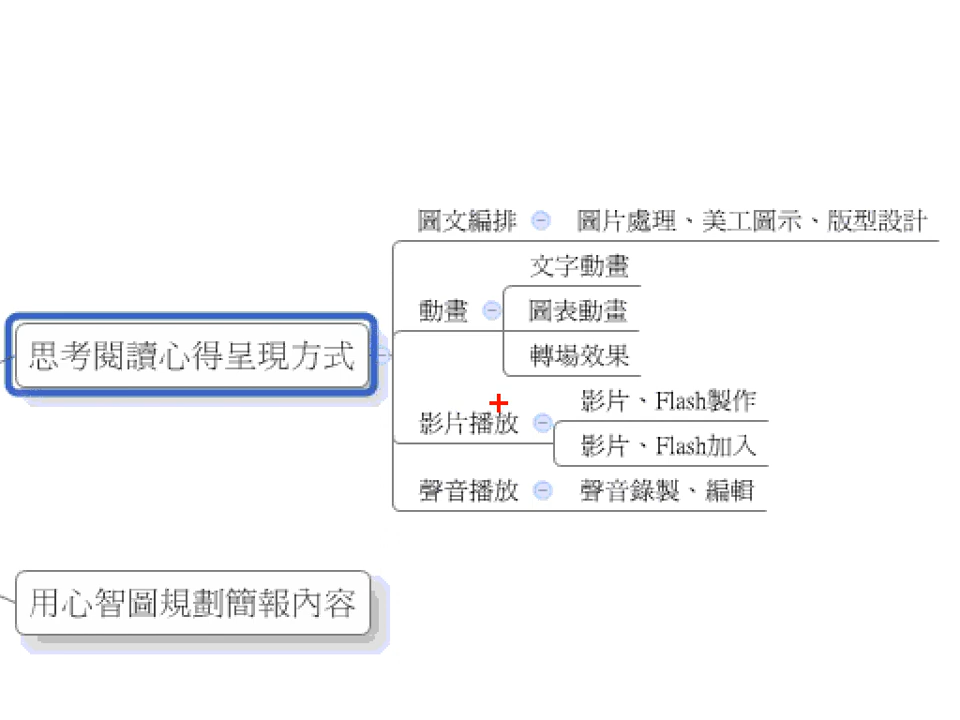 圖文編排
圖片處理、美工圖示、版型設計
文字動畫
動畫
圖表動畫
轉場效果
思考閱讀心得呈現方式
影片、Flash製作
影片播放
影片、Flash加入
聲音播放
聲音錄製、編輯
用心智圖規劃簡報內容